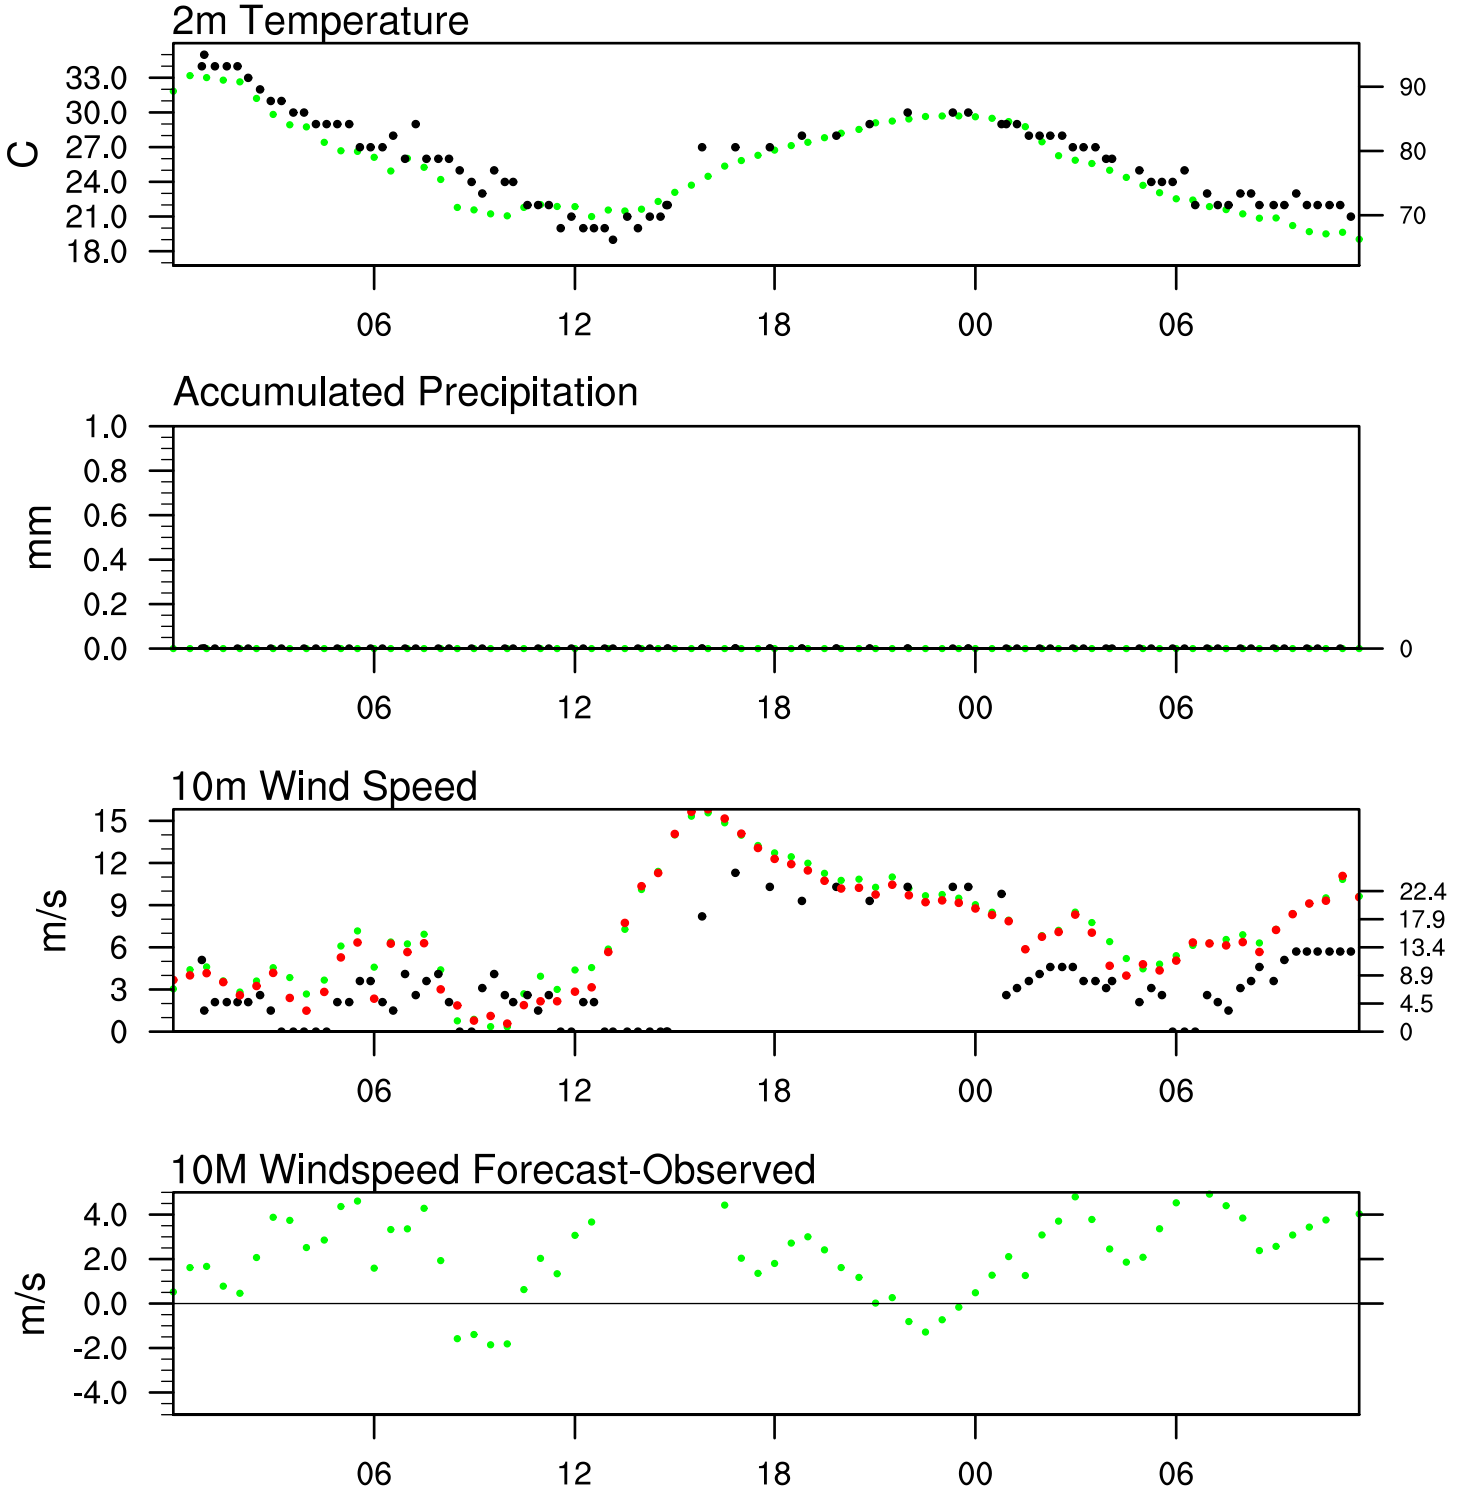 2m Temperature
33.0
30.0
27.0
24.0
21.0
18.0
C
90
80
70
06 12 18 00 06
Accumulated Precipitation
1.0
0.8
0.6
0.4
0.2
0.0
mm
0
06 12 18 00 06
10m Wind Speed
15
12
9
6
3
0
m/s
22.4
17.9
13.4
8.9
4.5
0
06 12 18 00 06
10M Windspeed Forecast-Observed
4.0
2.0
0.0
-2.0
-4.0
m/s
06 12 18 00 06